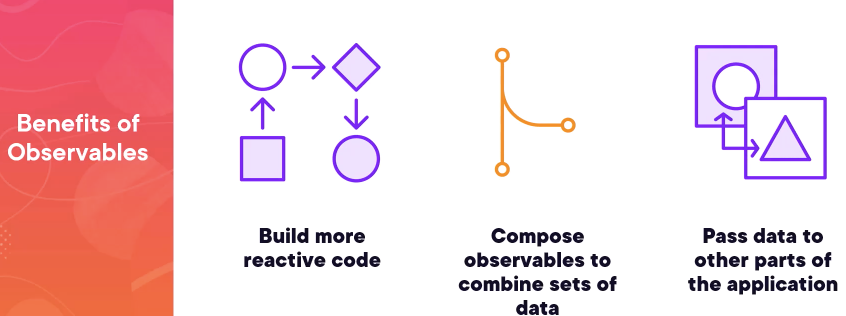 Benefits of
Observables
Build more
reactive code
Compose
observables to
combine sets of
data
Pass data to
other parts of
the application